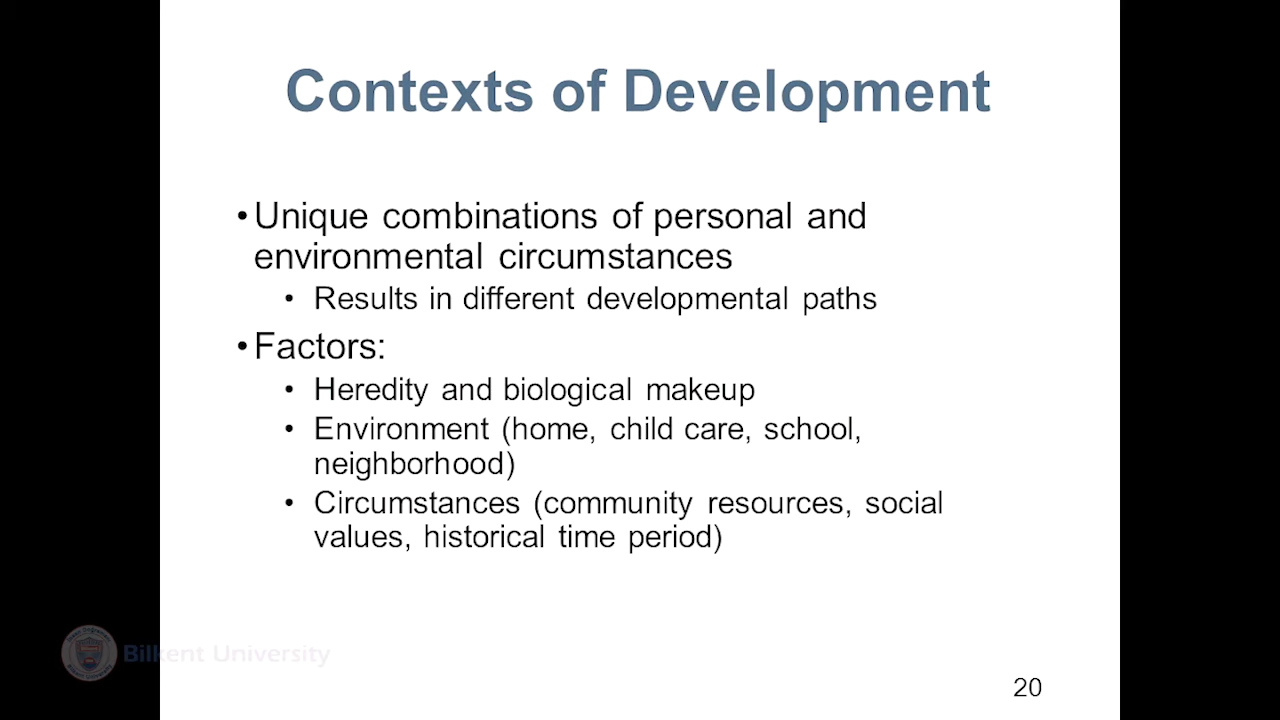 Contexts of Development
• Unique combinations of personal and
environmental circumstances
• Results in different developmental paths
• Factors:
• Heredity and biological makeup
• Environment (home, child care, school,
neighborhood)
• Circumstances (community resources, social
values, historical time period)
Bilkent University
20